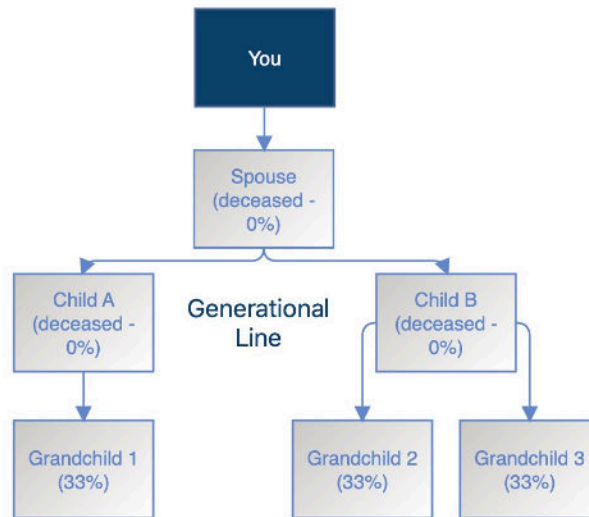 You
Spouse
(deceased -
0%)
Child A
(deceased -
0%)
Generational
Line
Child B
(deceased -
0%)
Grandchild 1
(33%)
Grandchild 2
(33%)
Grandchild 3
(33%)